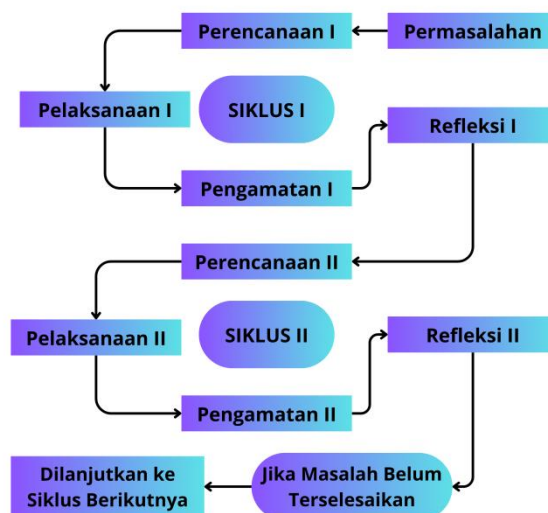 Permasalahan
Perencanaan I
Pelaksanaan I
SIKLUS I
Pengamatan I
Refleksi I
Perencanaan II
Pelaksanaan II
SIKLUS II
Pengamatan II
Refleksi II
Jika Masalah Belum
Terselesaikan
Dilanjutkan ke
Siklus Berikutnya